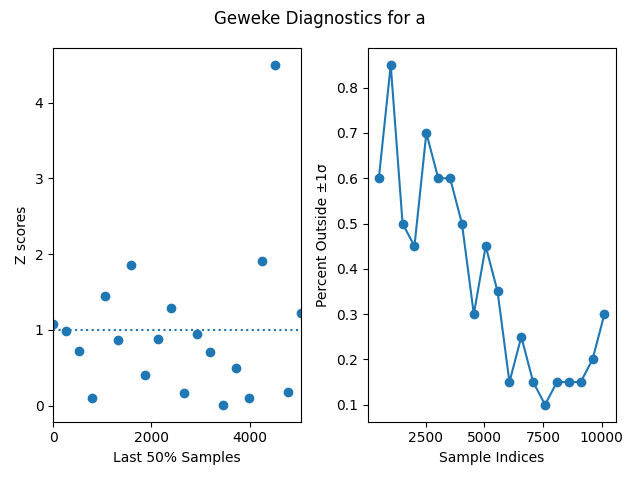 Geweke Diagnostics for a
Z scores
4
3
2
1
0
0 2000 4000
Last 50% Samples
Percent Outside ±1σ
0.8
0.7
0.6
0.5
0.4
0.3
0.2
0.1
2500 5000 7500 10000
Sample Indices